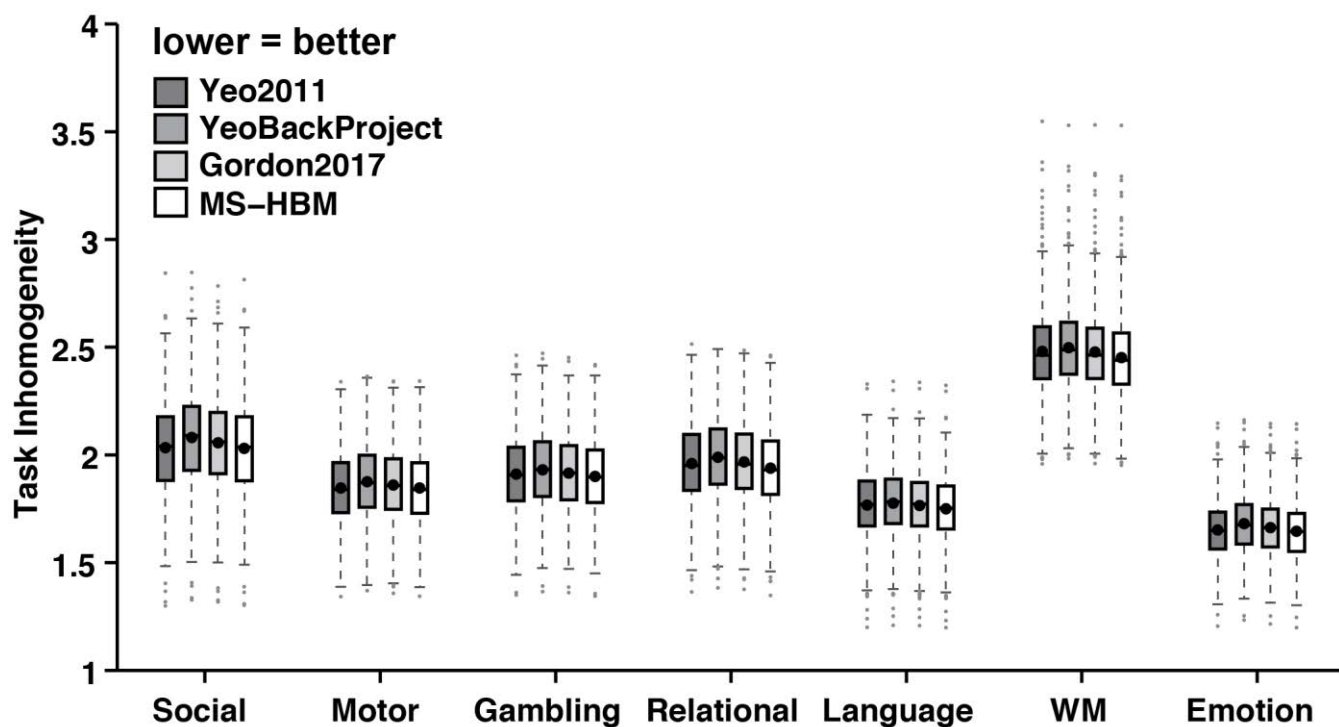 lower = better
Yeo2011
YeoBackProject
Gordon2017
MS–HBM
Task Inhomogeneity
4
3.5
3
2.5
2
1.5
1
Social Motor Gambling Relational Language WM Emotion